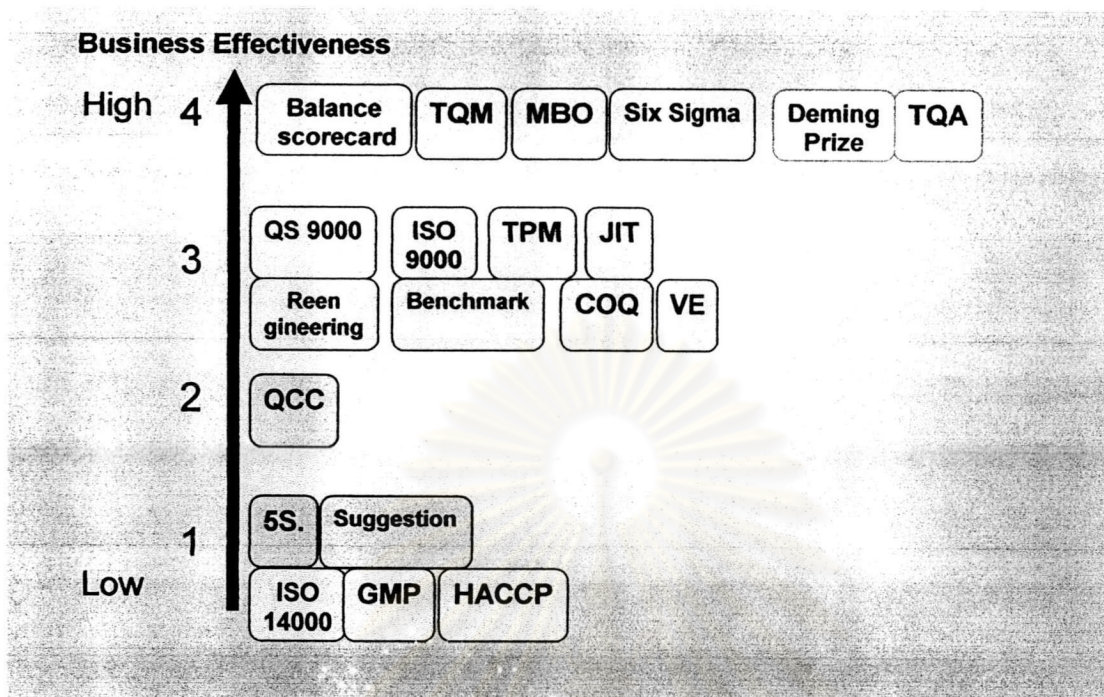 Business Effectiveness
High 4
Balance
scorecard
TQM
MBO
Six Sigma
Deming
Prize
TQA
3
QS 9000
ISO
9000
TPM
JIT
Reen
gineering
Benchmark
COQ
VE
2
QCC
1
5S.
Suggestion
Low
ISO
14000
GMP
HACCP